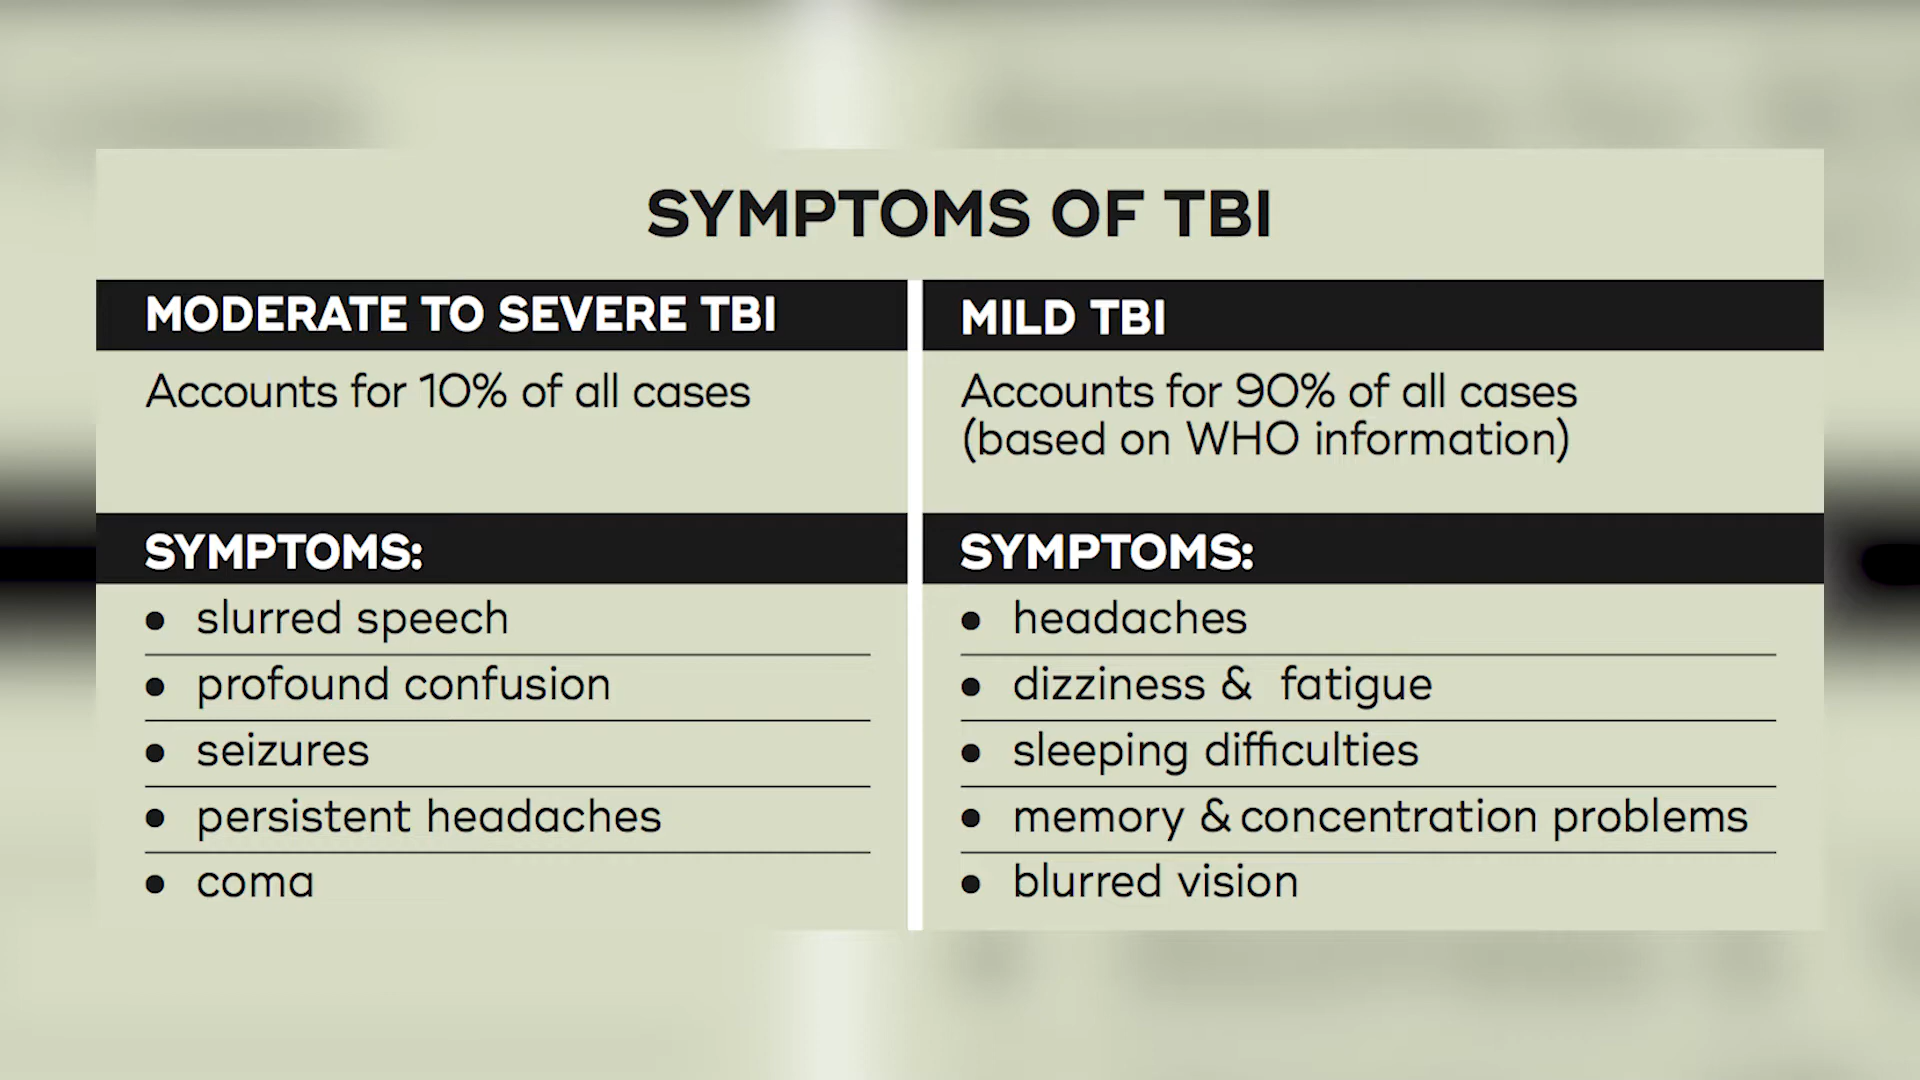 SYMPTOMS OF TBI
MODERATE TO SEVERE TBI
Accounts for 10% of all cases
SYMPTOMS:
• slurred speech
• profound confusion
• seizures
• persistent headaches
• coma
MILD TBI
Accounts for 90% of all cases
(based on WHO information)
SYMPTOMS:
• headaches
• dizziness & fatigue
• sleeping difficulties
• memory & concentration problems
• blurred vision